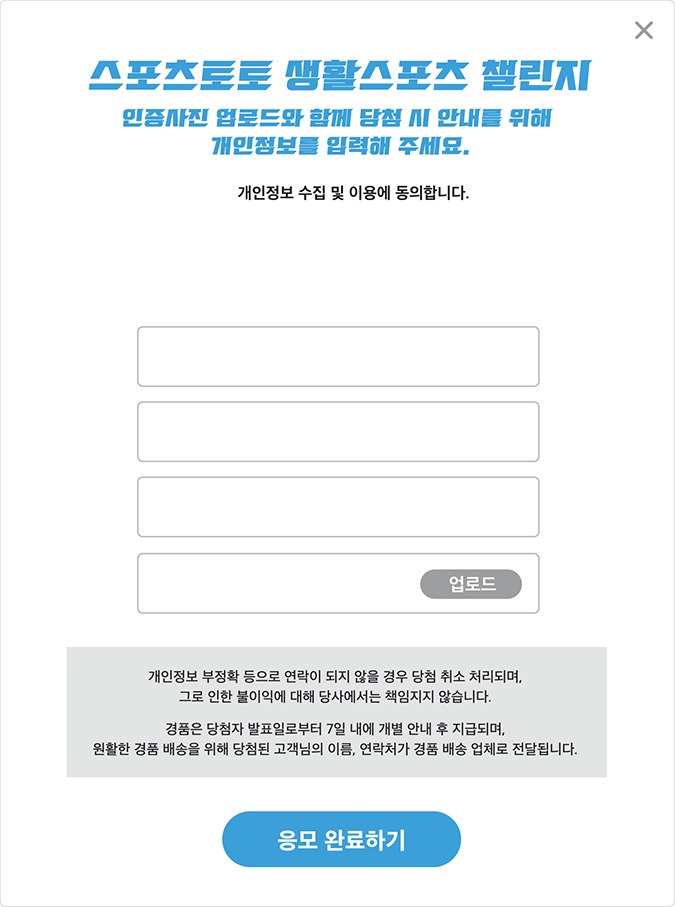 스포츠토토 생활스포츠 챌린지
인증사진 업로드와 함께 당첨 시 안내를 위해
개인정보를 입력해 주세요.
개인정보 수집 및 이용에 동의합니다.
업로드
개인정보 부정확 등으로 연락이 되지 않을 경우 당첨 취소 처리되며,
그로 인한 불이익에 대해 당사에서는 책임지지 않습니다.
경품은 당첨자 발표일로부터 7일 내에 개별 안내 후 지급되며,
원활한 경품 배송을 위해 당첨된 고객님의 이름, 연락처가 경품 배송 업체로 전달됩니다.
응모 완료하기